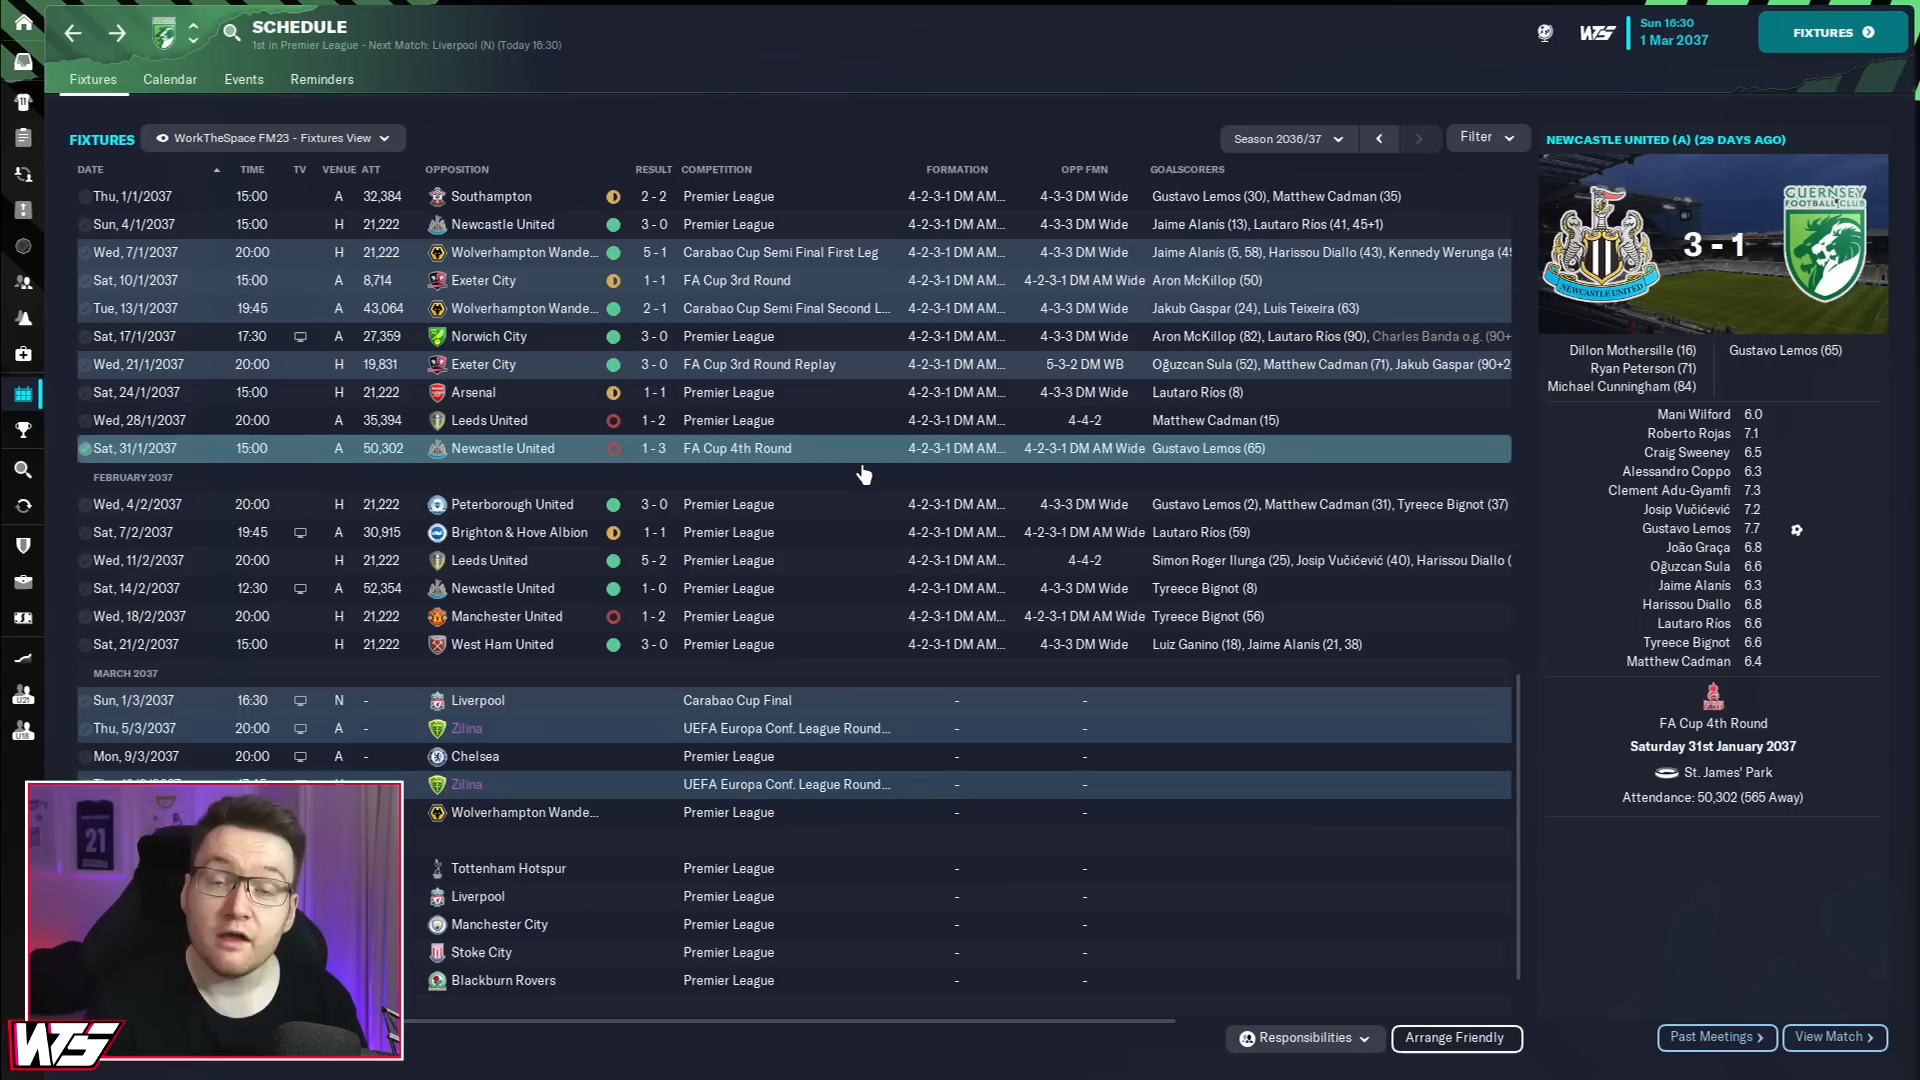 SCHEDULE
1st in Premier League - Next Match: Liverpool (N) (Today 16:30)
WTS
Sun 16:30
1 Mar 2037
FIXTURES
Fixtures Calendar Events Reminders
FIXTURES WorkTheSpace FM23 - Fixtures View Season 2036/37 Filter
DATE TIME TV VENUE ATT OPPOSITION RESULT COMPETITION FORMATION OPP FMN GOALSCORERS
Thu, 1/1/2037 15:00 A 32,384 Southampton 2 - 2 Premier League 4-2-3-1 DM AM... 4-3-3 DM Wide Gustavo Lemos (30), Matthew Cadman (35)
Sun, 4/1/2037 15:00 H 21,222 Newcastle United 3 - 0 Premier League 4-2-3-1 DM AM... 4-3-3 DM Wide Jaime Alanís (13), Lautaro Ríos (41, 45+1)
Wed, 7/1/2037 20:00 H 21,222 Wolverhampton Wande... 5 - 1 Carabao Cup Semi Final First Leg 4-2-3-1 DM AM... 4-3-3 DM Wide Jaime Alanís (5, 58), Harissou Diallo (43), Kennedy Werunga (4
Sat, 10/1/2037 15:00 A 8,714 Exeter City 1 - 1 FA Cup 3rd Round 4-2-3-1 DM AM... 4-2-3-1 DM AM Wide Aron McKillop (50)
Tue, 13/1/2037 19:45 A 43,064 Wolverhampton Wande... 2 - 1 Carabao Cup Semi Final Second L... 4-2-3-1 DM AM... 4-3-3 DM Wide Jakub Gaspar (24), Luís Teixeira (63)
Sat, 17/1/2037 17:30 A 27,359 Norwich City 3 - 0 Premier League 4-2-3-1 DM AM... 4-3-3 DM Wide Aron McKillop (82), Lautaro Ríos (90), Charles Banda o.g. (90+
Wed, 21/1/2037 20:00 H 19,831 Exeter City 3 - 0 FA Cup 3rd Round Replay 4-2-3-1 DM AM... 5-3-2 DM WB Oğuzcan Sula (52), Matthew Cadman (71), Jakub Gaspar (90+2
Sat, 24/1/2037 15:00 H 21,222 Arsenal 1 - 1 Premier League 4-2-3-1 DM AM... 4-3-3 DM Wide Lautaro Ríos (8)
Wed, 28/1/2037 20:00 A 35,394 Leeds United 1 - 2 Premier League 4-2-3-1 DM AM... 4-4-2 Matthew Cadman (15)
Sat, 31/1/2037 15:00 A 50,302 Newcastle United 1 - 3 FA Cup 4th Round 4-2-3-1 DM AM... 4-2-3-1 DM AM Wide Gustavo Lemos (65)
FEBRUARY 2037
Wed, 4/2/2037 20:00 H 21,222 Peterborough United 3 - 0 Premier League 4-2-3-1 DM AM... 4-3-3 DM Wide Gustavo Lemos (2), Matthew Cadman (31), Tyreece Bignot (37)
Sat, 7/2/2037 19:45 A 30,915 Brighton & Hove Albion 1 - 1 Premier League 4-2-3-1 DM AM... 4-2-3-1 DM AM Wide Lautaro Ríos (59)
Wed, 11/2/2037 20:00 H 21,222 Leeds United 5 - 2 Premier League 4-2-3-1 DM AM... 4-4-2 Simon Roger Ilunga (25), Josip Vučićević (40), Harissou Diallo (
Sat, 14/2/2037 12:30 A 52,354 Newcastle United 1 - 0 Premier League 4-2-3-1 DM AM... 4-3-3 DM Wide Tyreece Bignot (8)
Wed, 18/2/2037 20:00 H 21,222 Manchester United 1 - 2 Premier League 4-2-3-1 DM AM... 4-2-3-1 DM AM Wide Tyreece Bignot (56)
Sat, 21/2/2037 15:00 H 21,222 West Ham United 3 - 0 Premier League 4-2-3-1 DM AM... 4-3-3 DM Wide Luiz Ganino (18), Jaime Alanís (21, 38)
MARCH 2037
Sun, 1/3/2037 16:30 N - Liverpool Carabao Cup Final - -
Thu, 5/3/2037 20:00 A - Zilina UEFA Europa Conf. League Round... - -
Mon, 9/3/2037 20:00 A - Chelsea Premier League - -
Zilina UEFA Europa Conf. League Round... - -
Wolverhampton Wande... Premier League - -
Tottenham Hotspur Premier League - -
Liverpool Premier League - -
Manchester City Premier League - -
Stoke City Premier League - -
Blackburn Rovers Premier League - -
Responsibilities Arrange Friendly
NEWCASTLE UNITED (A) (29 DAYS AGO)
NEWCASTLE UNITED
3 - 1
GUERNSEY
FOOTBALL CLUB
Dillon Mothersille (16) Gustavo Lemos (65)
Ryan Peterson (71)
Michael Cunningham (84)
Mani Wilford 6.0
Roberto Rojas 7.1
Craig Sweeney 6.5
Alessandro Coppo 6.3
Clement Adu-Gyamfi 7.3
Josip Vučićević 7.2
Gustavo Lemos 7.7
João Graça 6.8
Oğuzcan Sula 6.6
Jaime Alanís 6.3
Harissou Diallo 6.8
Lautaro Ríos 6.6
Tyreece Bignot 6.6
Matthew Cadman 6.4
FA Cup 4th Round
Saturday 31st January 2037
St. James' Park
Attendance: 50,302 (565 Away)
Past Meetings View Match
11
U21
U18
21
WTS